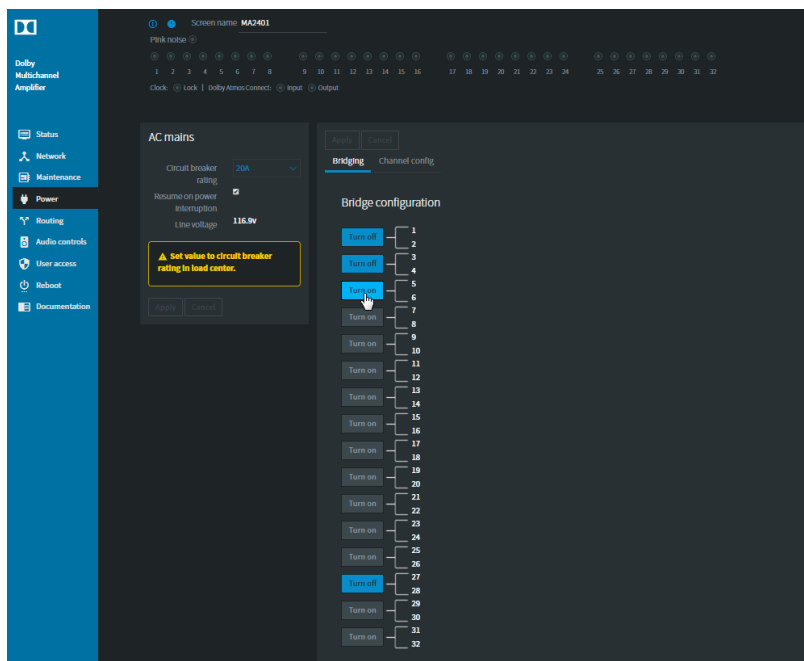 Screen name MA2401
Pink noise
1 2 3 4 5 6 7 8 9 10 11 12 13 14 15 16 17 18 19 20 21 22 23 24 25 26 27 28 29 30 31 32
Clock: Lock | Dolby Atmos Connect: Input Output
Dolby
Multichannel
Amplifier
Status
Network
Maintenance
Power
Routing
Audio controls
User access
Reboot
Documentation
AC mains
Circuit breaker
rating
20A
Resume on power
interruption
Line voltage
116.9v
Set value to circuit breaker
rating in load center.
Apply Cancel
Apply Cancel
Bridging Channel config
Bridge configuration
Turn off 1
2
Turn off 3
4
Turn on 5
6
Turn on 7
8
Turn on 9
10
Turn on 11
12
Turn on 13
14
Turn on 15
16
Turn on 17
18
Turn on 19
20
Turn on 21
22
Turn on 23
24
Turn on 25
26
Turn off 27
28
Turn on 29
30
Turn on 31
32